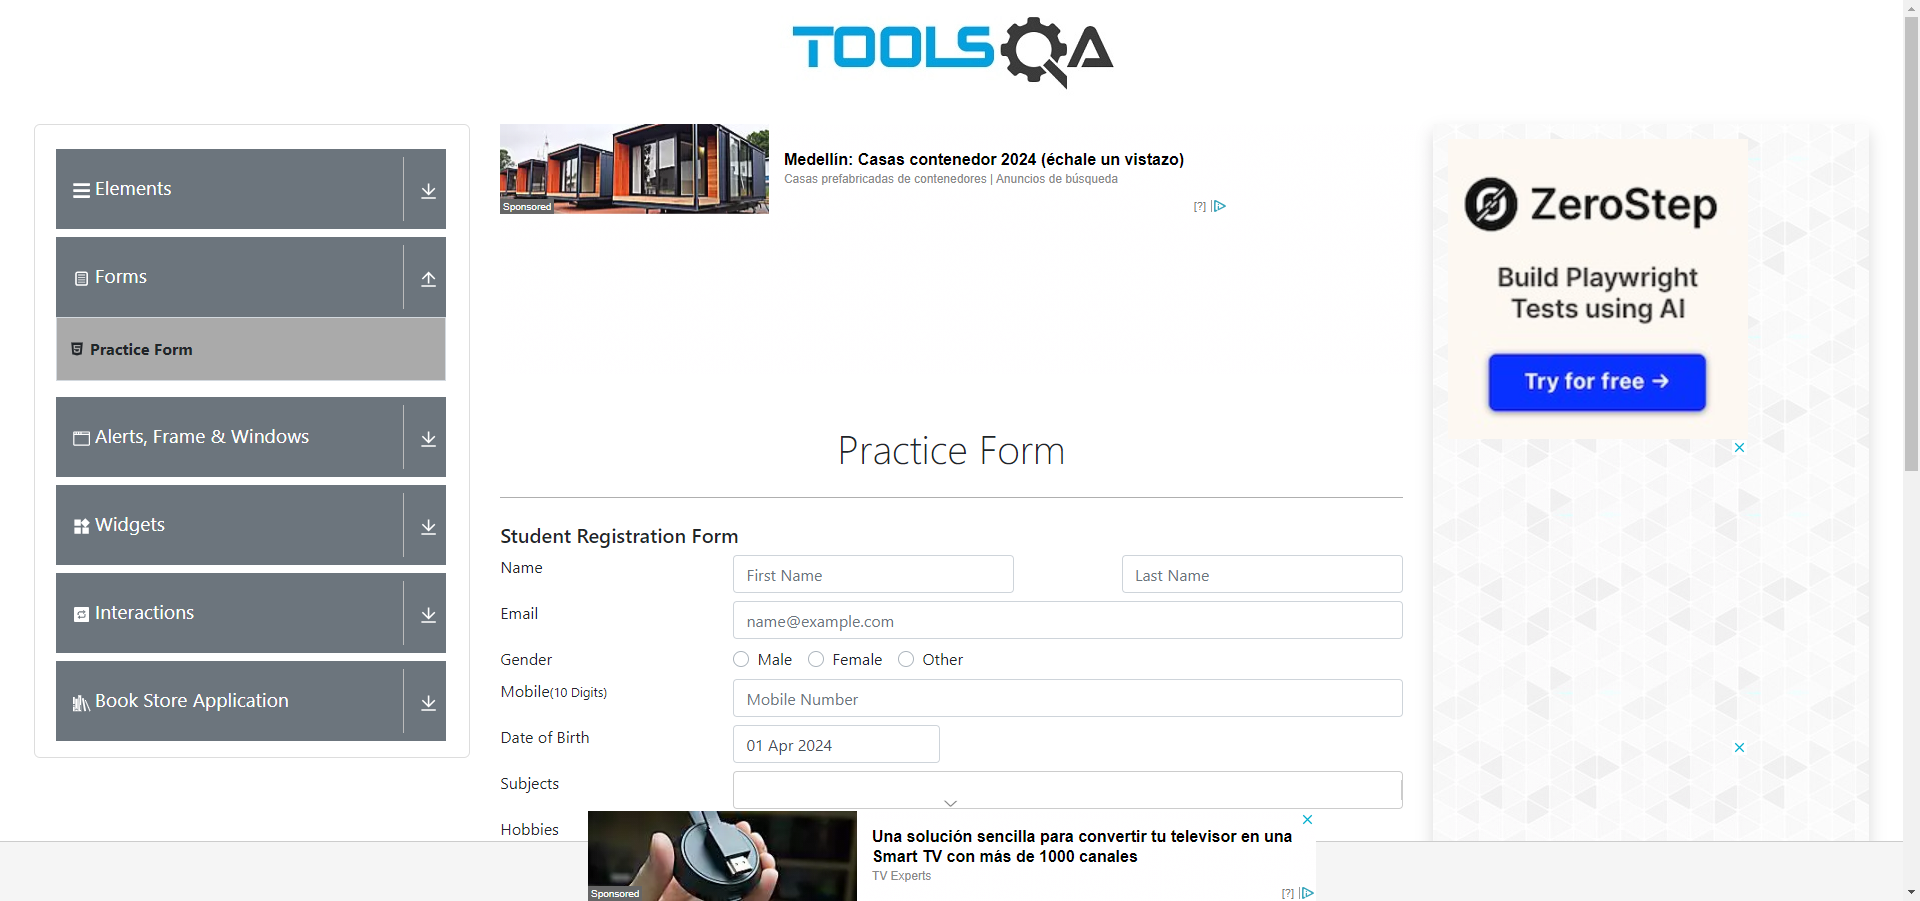 TOOLSQA
Elements
Forms
Practice Form
Alerts, Frame & Windows
Widgets
Interactions
Book Store Application
Sponsored
Medellín: Casas contenedor 2024 (échale un vistazo)
Casas prefabricadas de contenedores | Anuncios de búsqueda
[?]
Practice Form
Student Registration Form
Name
First Name
Last Name
Email
name@example.com
Gender
Male
Female
Other
Mobile(10 Digits)
Mobile Number
Date of Birth
01 Apr 2024
Subjects
Hobbies
Sponsored
Una solución sencilla para convertir tu televisor en una
Smart TV con más de 1000 canales
TV Experts
[?]
ZeroStep
Build Playwright
Tests using AI
Try for free →